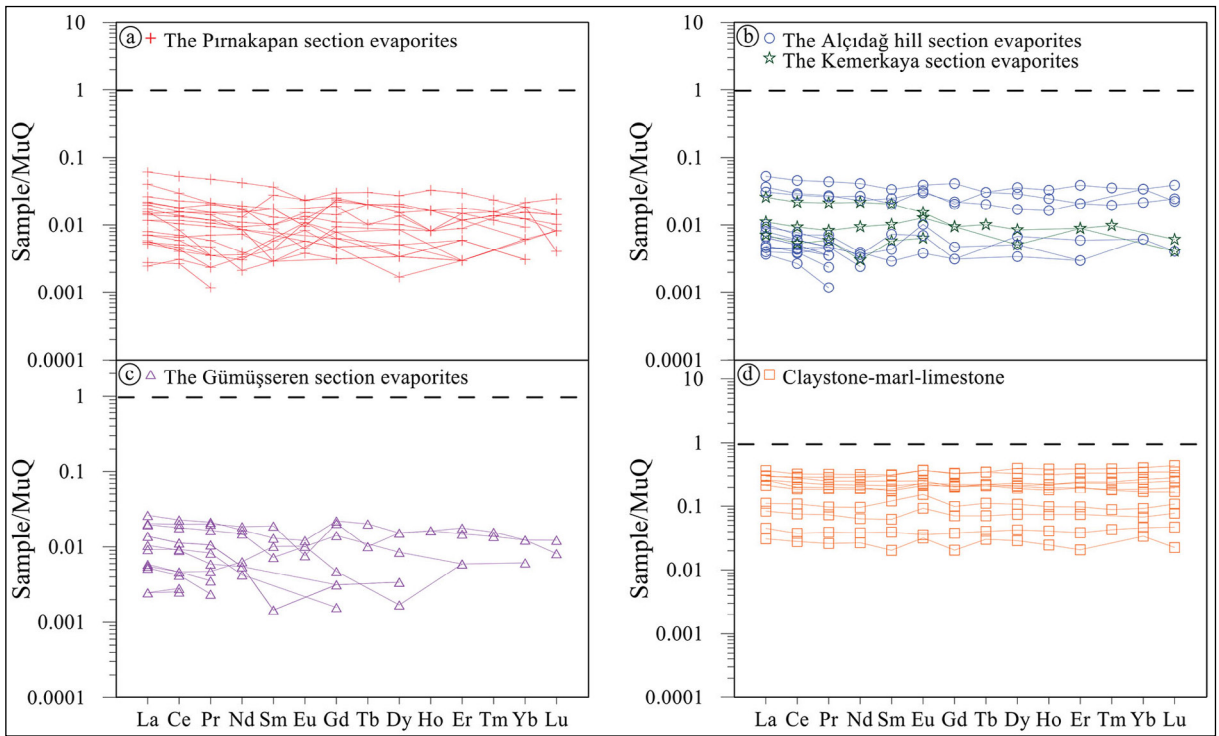 10
1
0.1
0.01
0.001
0.0001
Sample/MuQ
a The Pırnakapan section evaporites
10
1
0.1
0.01
0.001
0.0001
Sample/MuQ
b The Alçıdağ hill section evaporites
The Kemerkaya section evaporites
1
0.1
0.01
0.001
0.0001
Sample/MuQ
c The Gümüşseren section evaporites
La Ce Pr Nd Sm Eu Gd Tb Dy Ho Er Tm Yb Lu
10
1
0.1
0.01
0.001
0.0001
Sample/MuQ
d Claystone-marl-limestone
La Ce Pr Nd Sm Eu Gd Tb Dy Ho Er Tm Yb Lu